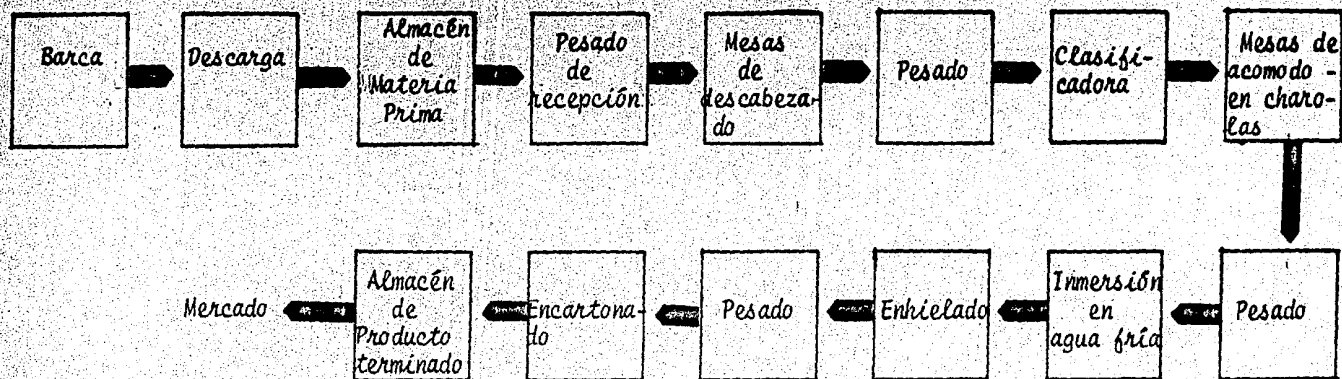 Barca
Descarga
Almacén
de
Materia
Prima
Pesado
de
recepción
Mesas
de
descabeza-
do
Pesado
Clasifi-
cadora
Mesas de
acomodo -
en charo-
las
Pesado
Inmersión
en
agua fría
Enhielado
Pesado
Encartona-
do
Almacén
de
Producto
terminado
Mercado